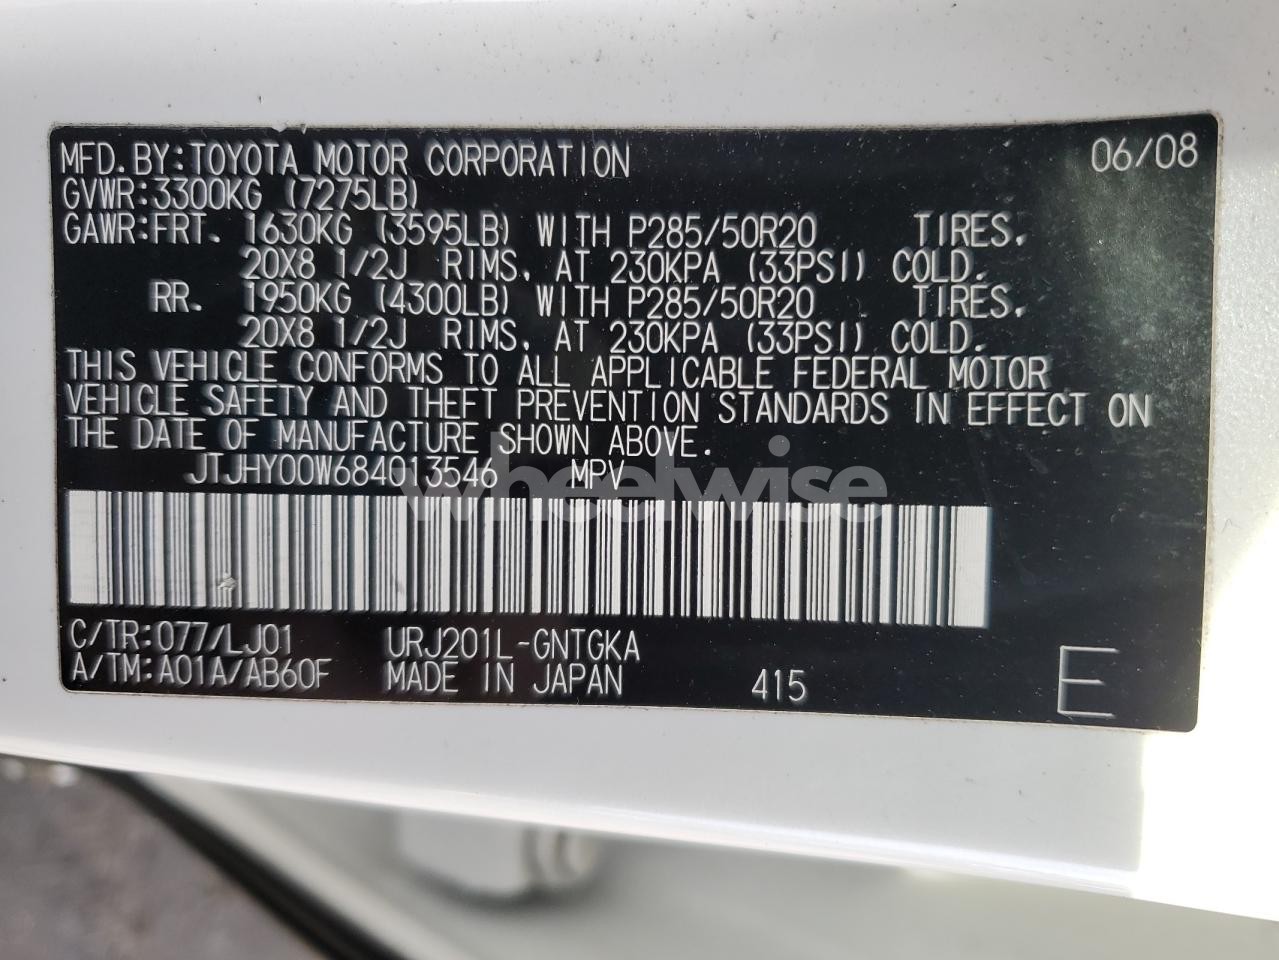 MFD.BY:TOYOTA MOTOR CORPORATION 06/08
GVWR:3300KG (7275LB)
GAWR:FRT. 1630KG (3595LB) WITH P285/50R20 TIRES,
20X8 1/2J RIMS, AT 230KPA (33PSI) COLD.
RR. 1950KG (4300LB) WITH P285/50R20 TIRES,
20X8 1/2J RIMS, AT 230KPA (33PSI) COLD.
THIS VEHICLE CONFORMS TO ALL APPLICABLE FEDERAL MOTOR
VEHICLE SAFETY AND THEFT PREVENTION STANDARDS IN EFFECT ON
THE DATE OF MANUFACTURE SHOWN ABOVE.
JTJHY00W684013546 MPV
wheelwise
C/TR:077/LJ01 URJ201L-GNTGKA
A/TM:A01A/AB60F MADE IN JAPAN 415 E